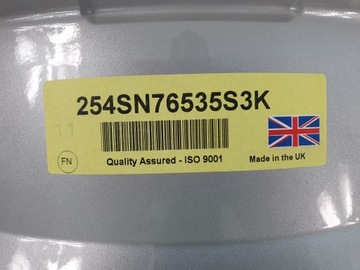 254SN76535S3K
FN
Quality Assured - ISO 9001
Made in the UK